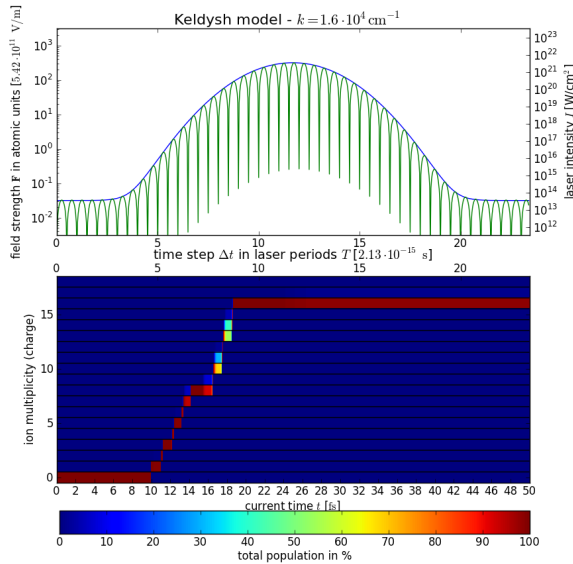 Keldysh model - k = 1.6 · 10⁴ cm⁻¹
field strength F in atomic units [5.42·10¹¹ V/m]
10³
10²
10¹
10⁰
10⁻¹
10⁻²
10²³
10²²
10²¹
10²⁰
10¹⁹
10¹⁸
10¹⁷
10¹⁶
10¹⁵
10¹⁴
10¹³
10¹²
laser intensity I [W/cm²]
0 5 10 15 20
time step Δt in laser periods T [2.13·10⁻¹⁵ s]
0 5 10 15 20
ion multiplicity (charge)
15
10
5
0
0 2 4 6 8 10 12 14 16 18 20 22 24 26 28 30 32 34 36 38 40 42 44 46 48 50
current time t [fs]
0 10 20 30 40 50 60 70 80 90 100
total population in %